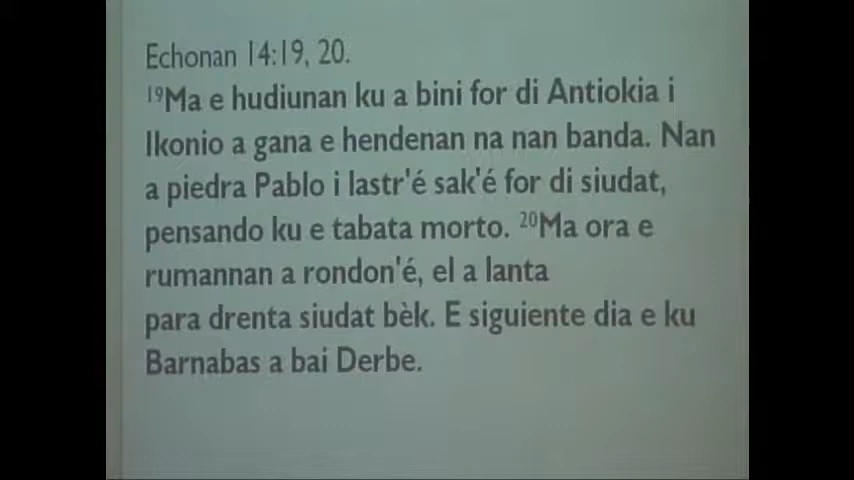 Echonan 14:19, 20.
¹⁹Ma e hudiunan ku a bini for di Antiokia i
Ikonio a gana e hendenan na nan banda. Nan
a piedra Pablo i lastr'é sak'é for di siudat,
pensando ku e tabata morto. ²⁰Ma ora e
rumannan a rondon'é, el a lanta
para drenta siudat bèk. E siguiente dia e ku
Barnabas a bai Derbe.